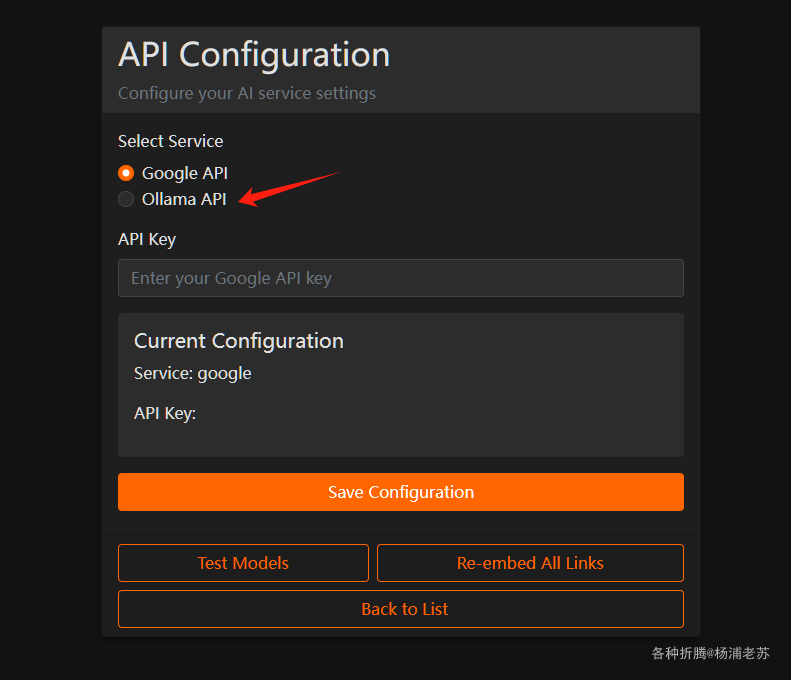 API Configuration
Configure your AI service settings
Select Service
Google API
Ollama API
API Key
Enter your Google API key
Current Configuration
Service: google
API Key:
Save Configuration
Test Models
Re-embed All Links
Back to List
各种折腾@杨浦老苏